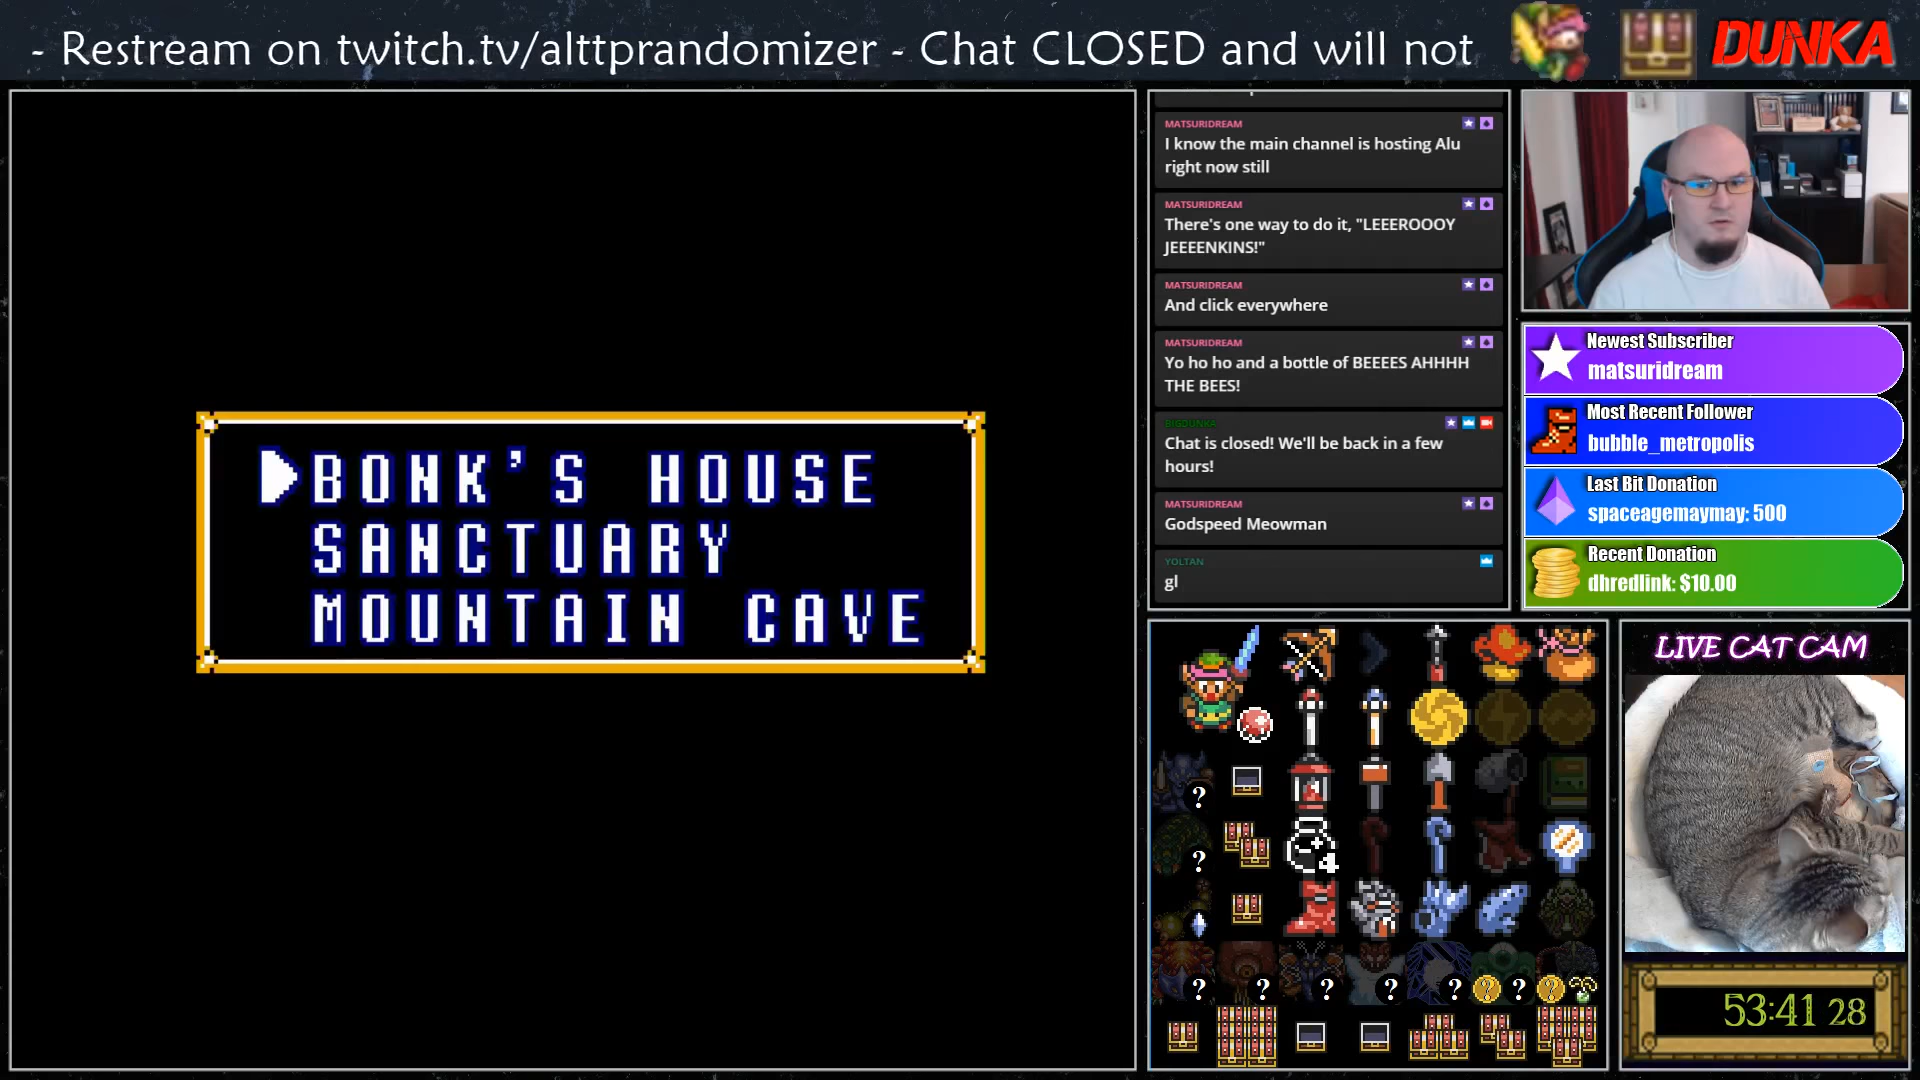 - Restream on twitch.tv/alttprandomizer - Chat CLOSED and will not
DUNKA
MATSURIDREAM
I know the main channel is hosting Alu
right now still
MATSURIDREAM
There's one way to do it, "LEEEROOOY
JEEEENKINS!"
MATSURIDREAM
And click everywhere
MATSURIDREAM
Yo ho ho and a bottle of BEEEES AHHHH
THE BEES!
BIGDUNKA
Chat is closed! We'll be back in a few
hours!
MATSURIDREAM
Godspeed Meowman
YOLTAN
gl
BONK'S HOUSE
SANCTUARY
MOUNTAIN CAVE
Newest Subscriber
matsuridream
Most Recent Follower
bubble_metropolis
Last Bit Donation
spaceagemaymay: 500
Recent Donation
dhredlink: $10.00
LIVE CAT CAM
?
?
4
? ? ? ? ? ? ?
53:41 28